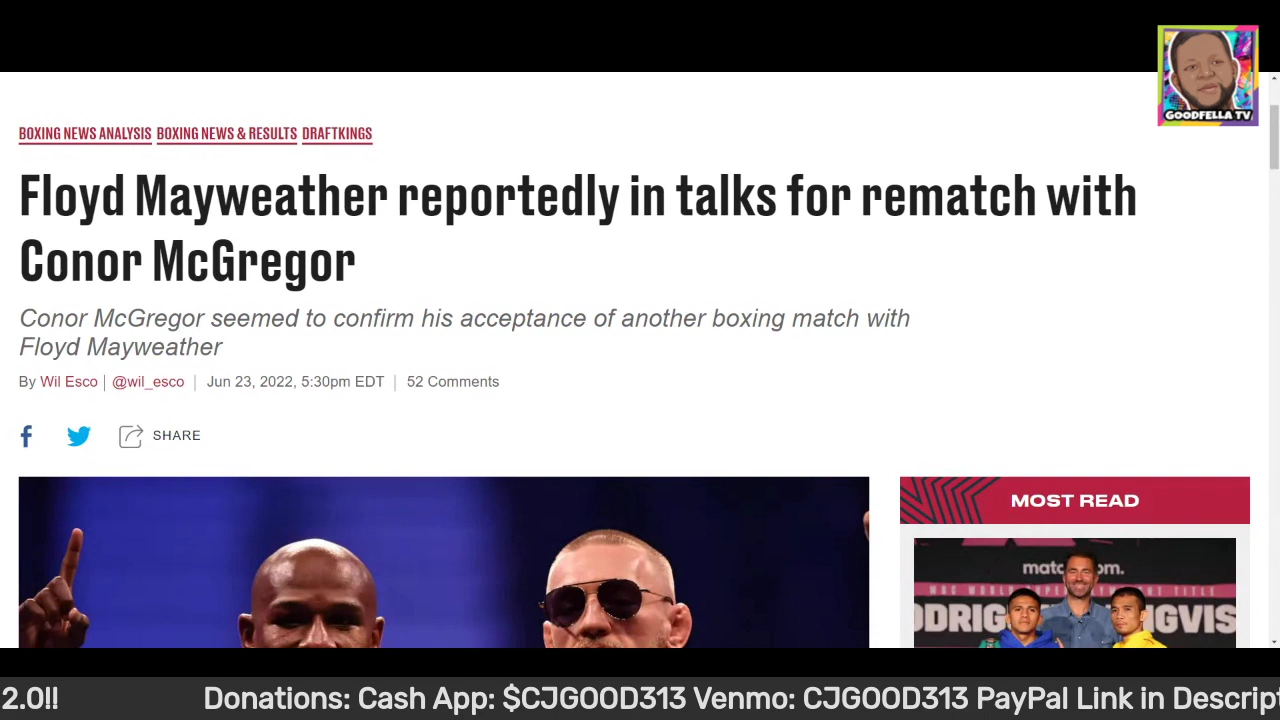 GOODFELLA TV
BOXING NEWS ANALYSIS BOXING NEWS & RESULTS DRAFTKINGS
Floyd Mayweather reportedly in talks for rematch with
Conor McGregor
Conor McGregor seemed to confirm his acceptance of another boxing match with
Floyd Mayweather
By Wil Esco | @wil_esco | Jun 23, 2022, 5:30pm EDT | 52 Comments
SHARE
MOST READ
TITLE
2.0!! Donations: Cash App: $CJGOOD313 Venmo: CJGOOD313 PayPal Link in Descript